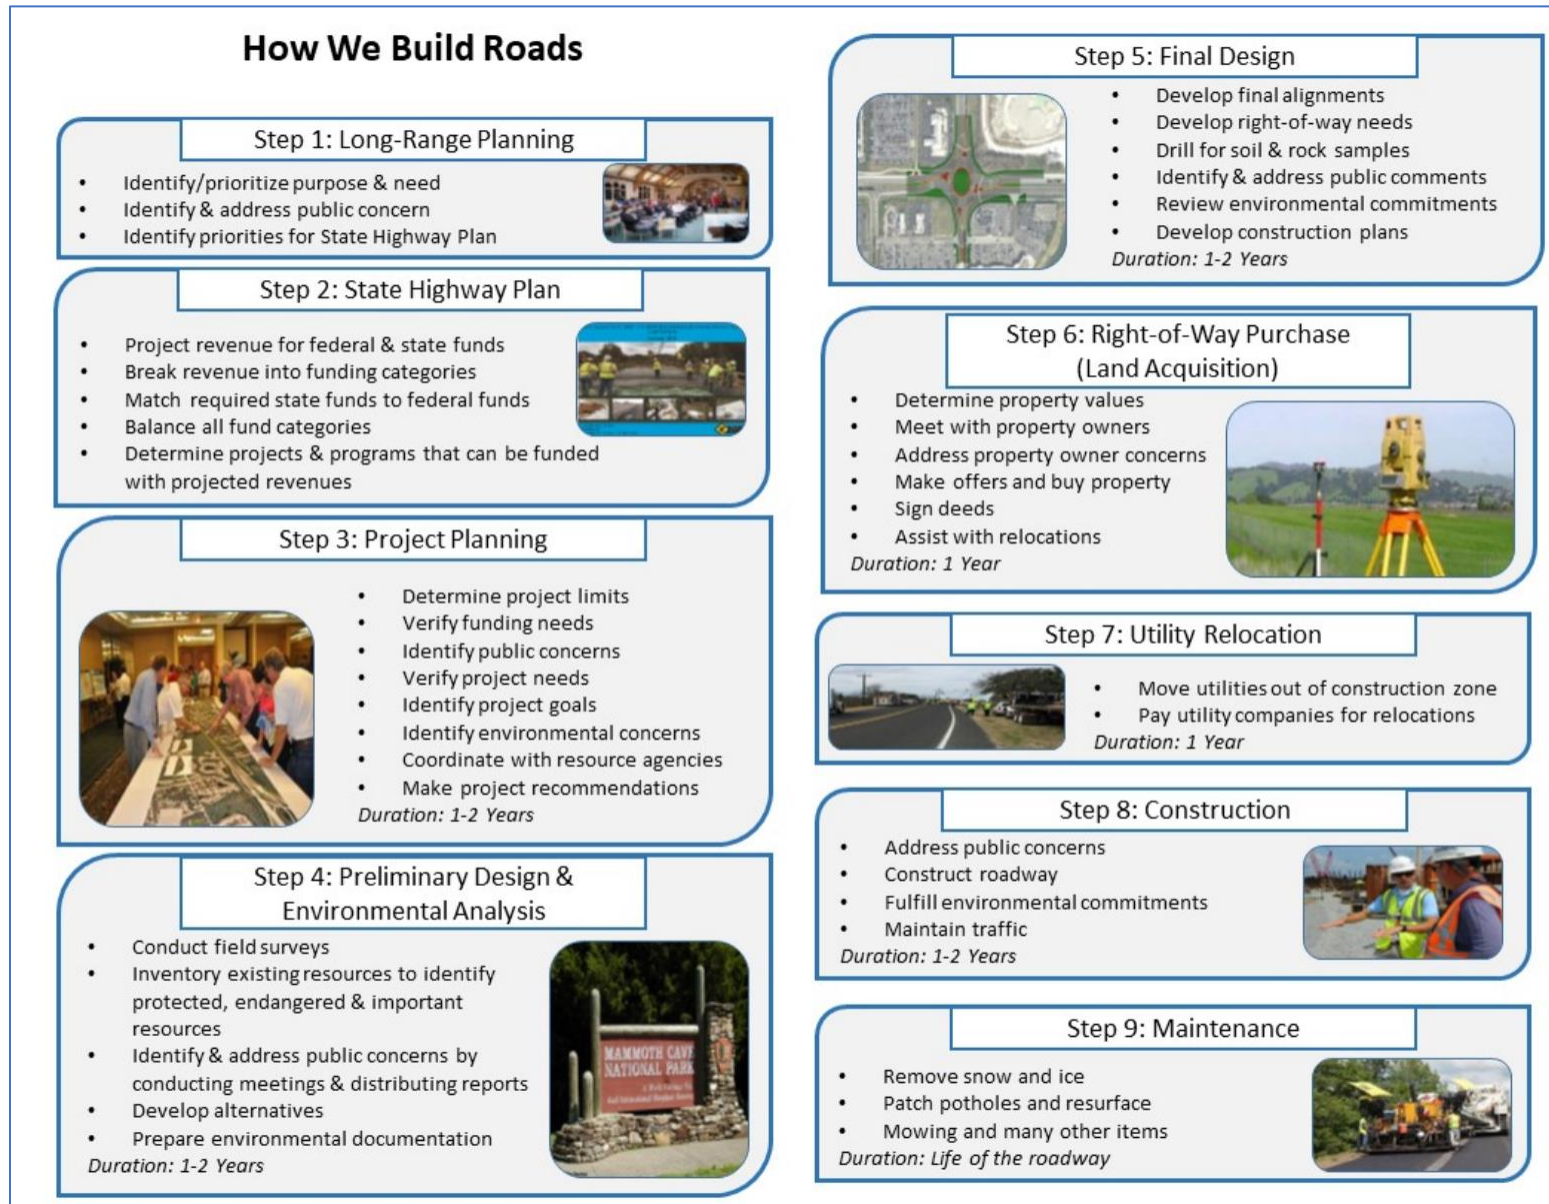 How We Build Roads
Step 1: Long-Range Planning
• Identify/prioritize purpose & need
• Identify & address public concern
• Identify priorities for State Highway Plan
Step 2: State Highway Plan
• Project revenue for federal & state funds
• Break revenue into funding categories
• Match required state funds to federal funds
• Balance all fund categories
• Determine projects & programs that can be funded
with projected revenues
Step 3: Project Planning
• Determine project limits
• Verify funding needs
• Identify public concerns
• Verify project needs
• Identify project goals
• Identify environmental concerns
• Coordinate with resource agencies
• Make project recommendations
Duration: 1-2 Years
Step 4: Preliminary Design &
Environmental Analysis
• Conduct field surveys
• Inventory existing resources to identify
protected, endangered & important
resources
• Identify & address public concerns by
conducting meetings & distributing reports
• Develop alternatives
• Prepare environmental documentation
Duration: 1-2 Years
MAMMOTH CAVE
NATIONAL PARK
Step 5: Final Design
• Develop final alignments
• Develop right-of-way needs
• Drill for soil & rock samples
• Identify & address public comments
• Review environmental commitments
• Develop construction plans
Duration: 1-2 Years
Step 6: Right-of-Way Purchase
(Land Acquisition)
• Determine property values
• Meet with property owners
• Address property owner concerns
• Make offers and buy property
• Sign deeds
• Assist with relocations
Duration: 1 Year
Step 7: Utility Relocation
• Move utilities out of construction zone
• Pay utility companies for relocations
Duration: 1 Year
Step 8: Construction
• Address public concerns
• Construct roadway
• Fulfill environmental commitments
• Maintain traffic
Duration: 1-2 Years
Step 9: Maintenance
• Remove snow and ice
• Patch potholes and resurface
• Mowing and many other items
Duration: Life of the roadway